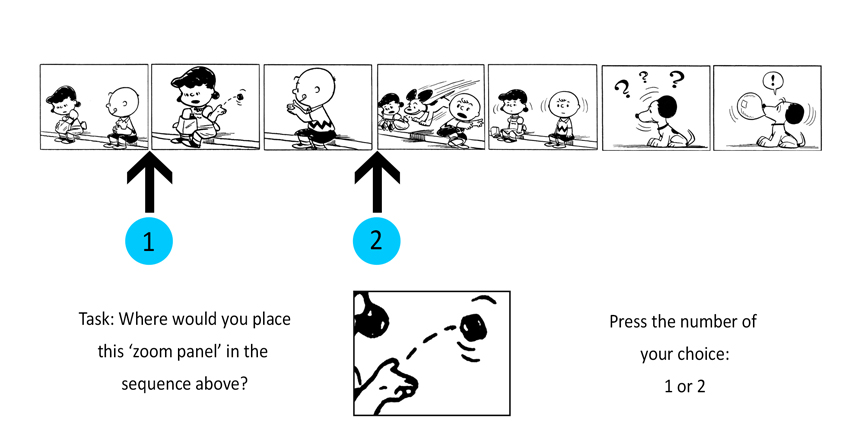 ? ? ?
!
1
2
Task: Where would you place
this ‘zoom panel’ in the
sequence above?
Press the number of
your choice:
1 or 2